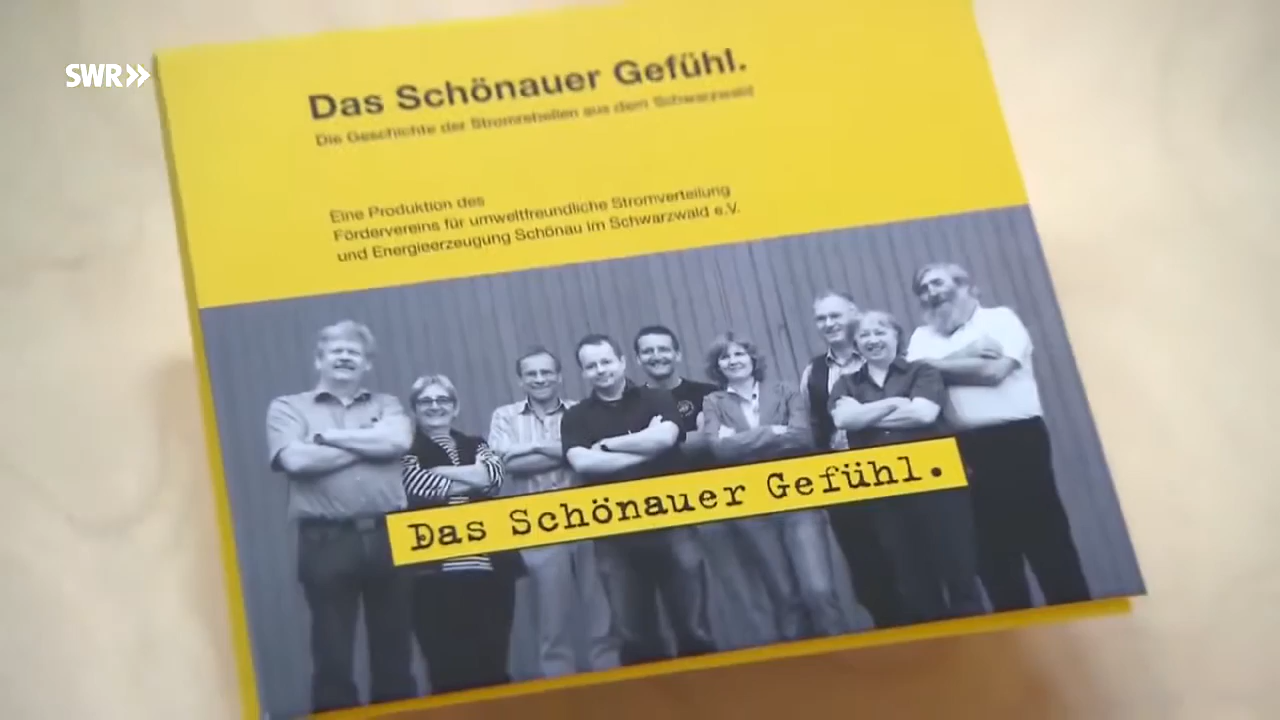 SWR
Das Schönauer Gefühl.
Die Geschichte der Stromrebellen aus dem Schwarzwald
Eine Produktion des
Fördervereins für umweltfreundliche Stromverteilung
und Energieerzeugung Schönau im Schwarzwald e.V.
Das Schönauer Gefühl.